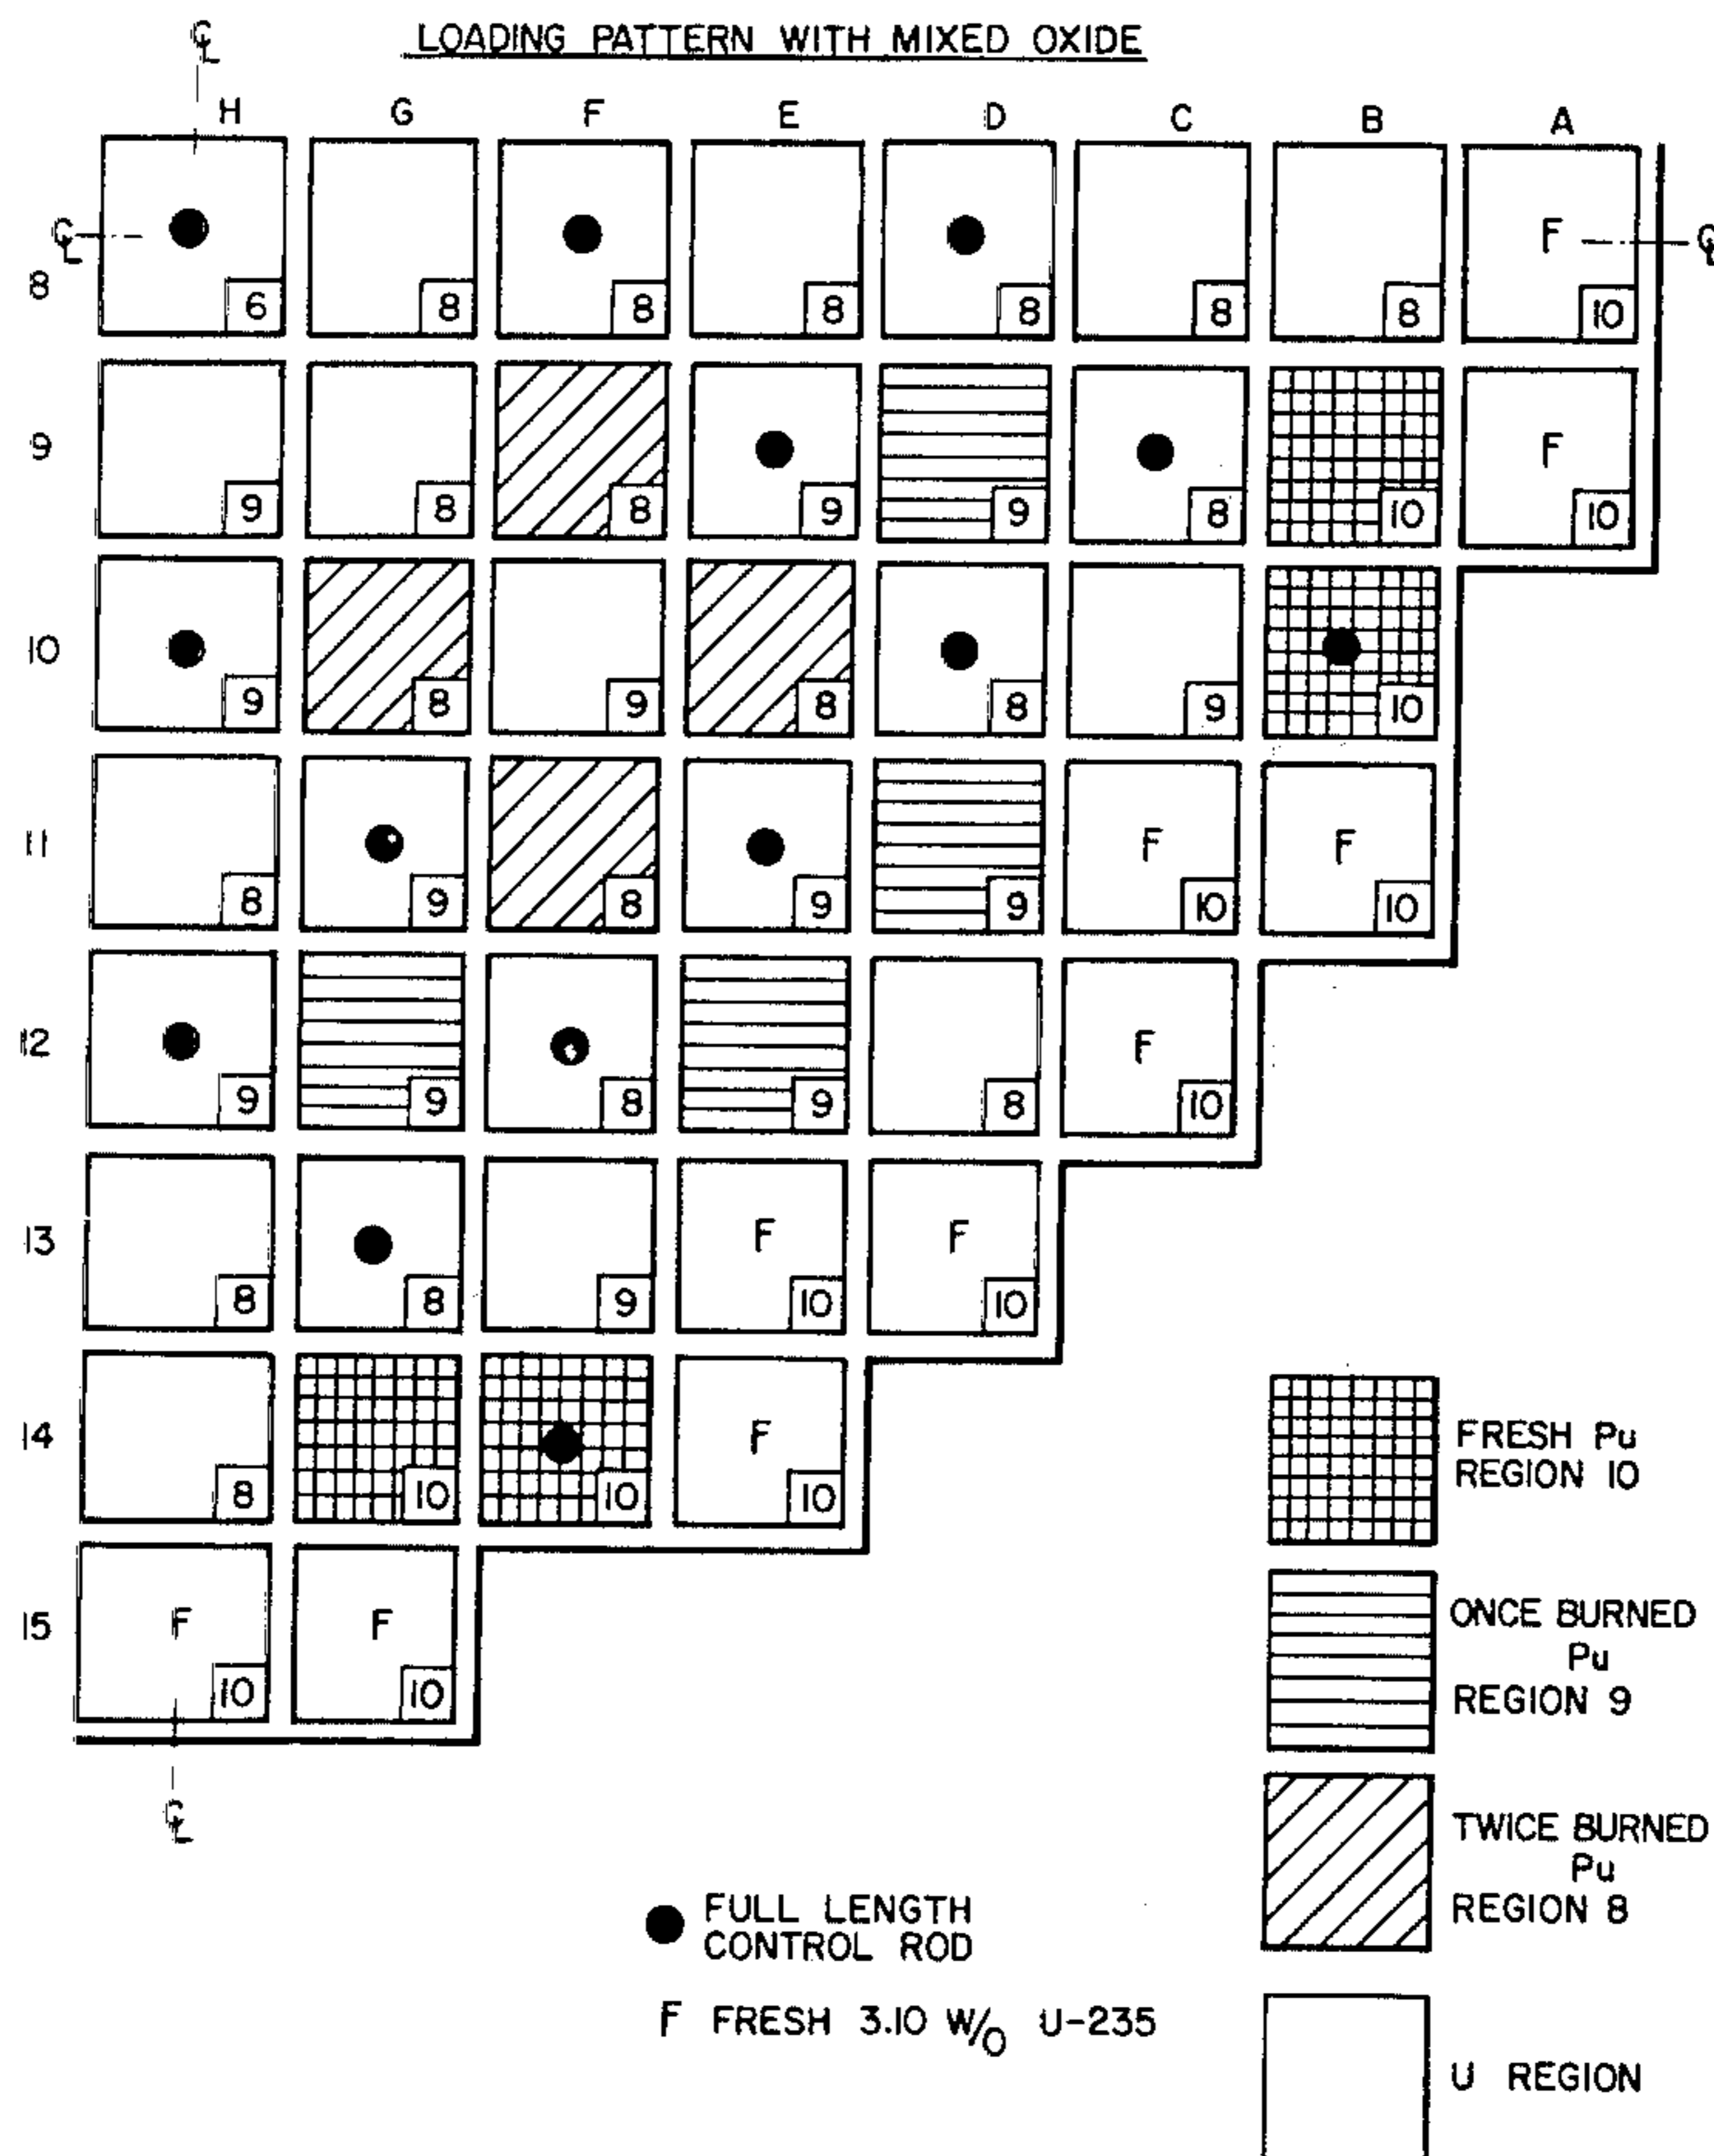 LOADING PATTERN WITH MIXED OXIDE
℄
H G F E D C B A
℄ F ℄
8 6 8 8 8 8 8 8 10
9 F
9 8 8 9 9 8 10 10
10
9 8 9 8 8 9 10
11 F F
8 9 8 9 9 10 10
12 F
9 9 8 9 8 10
13 F F
8 8 9 10 10
14 F
8 10 10 10
15 F F
10 10
℄
FRESH Pu
REGION 10
ONCE BURNED
Pu
REGION 9
TWICE BURNED
Pu
REGION 8
FULL LENGTH
CONTROL ROD
F FRESH 3.10 W/O U-235
U REGION